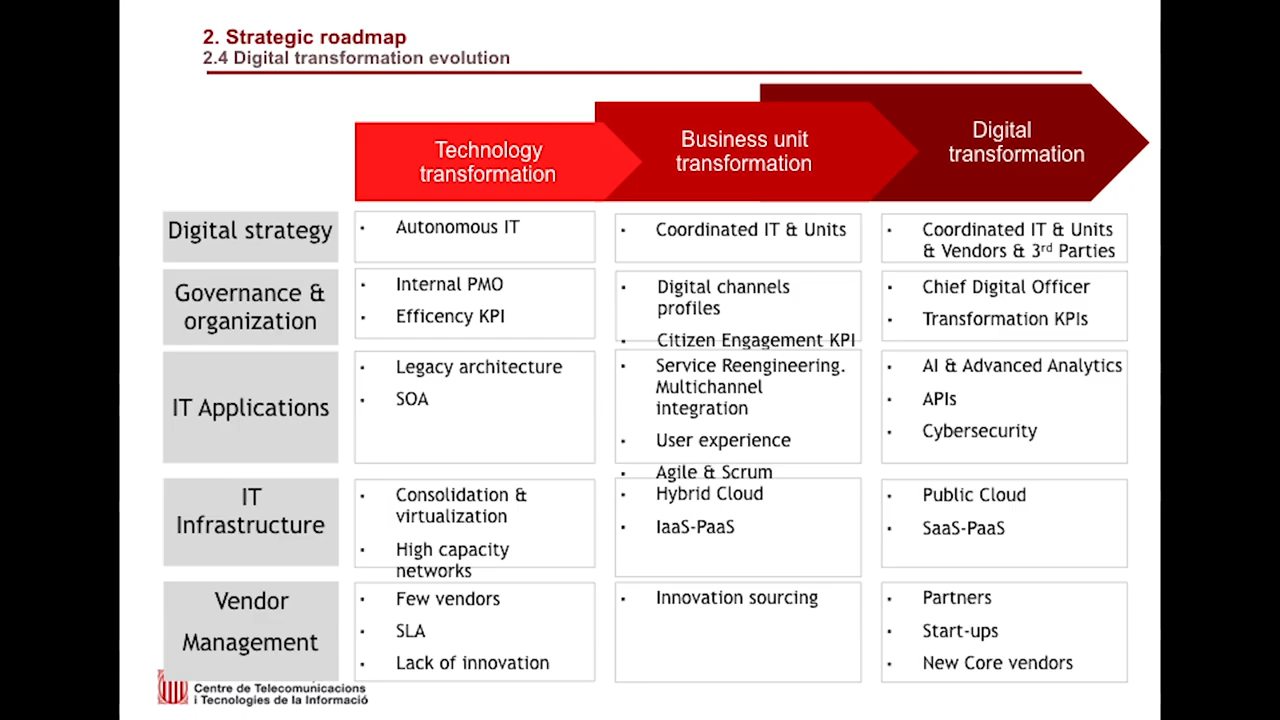 2. Strategic roadmap
2.4 Digital transformation evolution
Technology
transformation
Business unit
transformation
Digital
transformation
Digital strategy
· Autonomous IT
· Coordinated IT & Units
· Coordinated IT & Units
& Vendors & 3rd Parties
Governance &
organization
· Internal PMO
· Efficency KPI
· Digital channels
profiles
· Citizen Engagement KPI
· Chief Digital Officer
· Transformation KPIs
IT Applications
· Legacy architecture
· SOA
· Service Reengineering.
Multichannel
integration
· User experience
· Agile & Scrum
· AI & Advanced Analytics
· APIs
· Cybersecurity
IT
Infrastructure
· Consolidation &
virtualization
· High capacity
networks
· Hybrid Cloud
· IaaS-PaaS
· Public Cloud
· SaaS-PaaS
Vendor
Management
· Few vendors
· SLA
· Lack of innovation
· Innovation sourcing
· Partners
· Start-ups
· New Core vendors
Centre de Telecomunicacions
i Tecnologies de la Informació